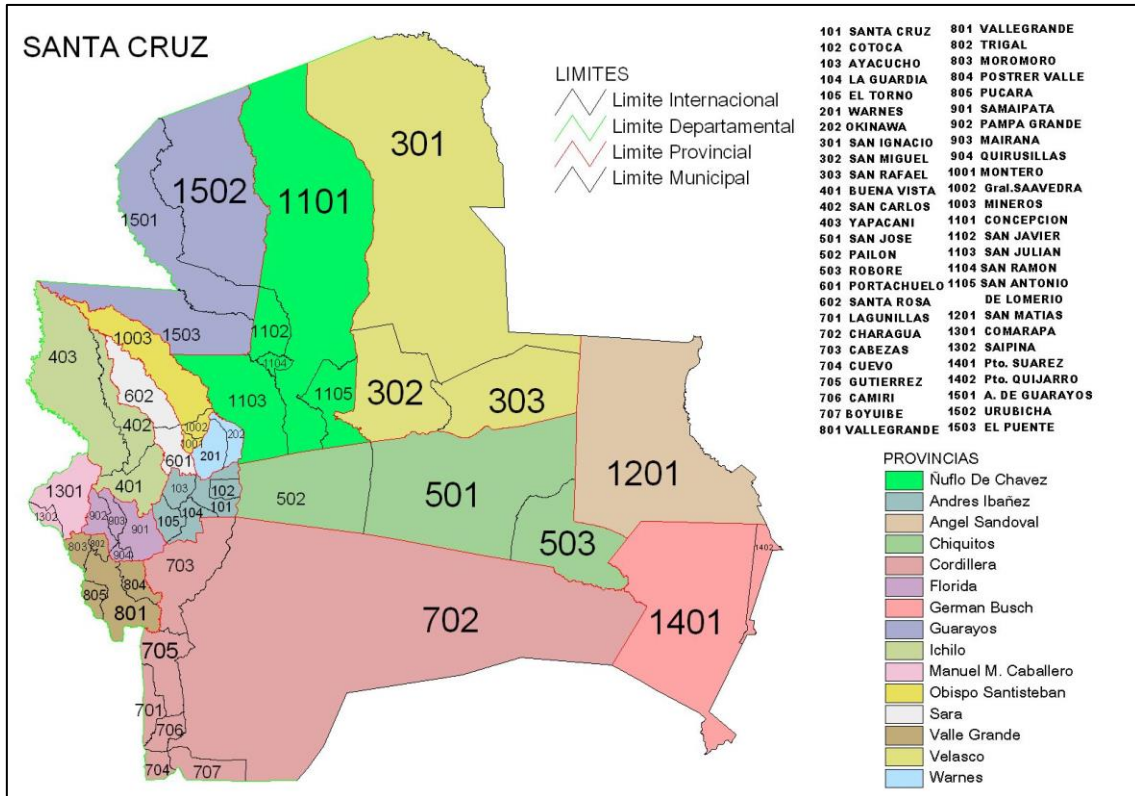 SANTA CRUZ
LIMITES
Limite Internacional
Limite Departamental
Limite Provincial
Limite Municipal
101 SANTA CRUZ
102 COTOCA
103 AYACUCHO
104 LA GUARDIA
105 EL TORNO
201 WARNES
202 OKINAWA
301 SAN IGNACIO
302 SAN MIGUEL
303 SAN RAFAEL
401 BUENA VISTA
402 SAN CARLOS
403 YAPACANI
501 SAN JOSE
502 PAILON
503 ROBORE
601 PORTACHUELO
602 SANTA ROSA
701 LAGUNILLAS
702 CHARAGUA
703 CABEZAS
704 CUEVO
705 GUTIERREZ
706 CAMIRI
707 BOYUIBE
801 VALLEGRANDE
801 VALLEGRANDE
802 TRIGAL
803 MOROMORO
804 POSTRER VALLE
805 PUCARA
901 SAMAIPATA
902 PAMPA GRANDE
903 MAIRANA
904 QUIRUSILLAS
1001 MONTERO
1002 Gral.SAAVEDRA
1003 MINEROS
1101 CONCEPCION
1102 SAN JAVIER
1103 SAN JULIAN
1104 SAN RAMON
1105 SAN ANTONIO
DE LOMERIO
1201 SAN MATIAS
1301 COMARAPA
1302 SAIPINA
1401 Pto. SUAREZ
1402 Pto. QUIJARRO
1501 A. DE GUARAYOS
1502 URUBICHA
1503 EL PUENTE
PROVINCIAS
Ñuflo De Chavez
Andres Ibañez
Angel Sandoval
Chiquitos
Cordillera
Florida
German Busch
Guarayos
Ichilo
Manuel M. Caballero
Obispo Santisteban
Sara
Valle Grande
Velasco
Warnes
301
1502
1101
1501
1503
1102
1003
403
1104
602
1103
1105
302
303
402
1002
202
1001
201
601
401
103
102
101
104
105
502
501
503
1201
1301
1302
902
903
901
904
803
802
804
805
801
703
702
1401
1402
705
701
706
704
707